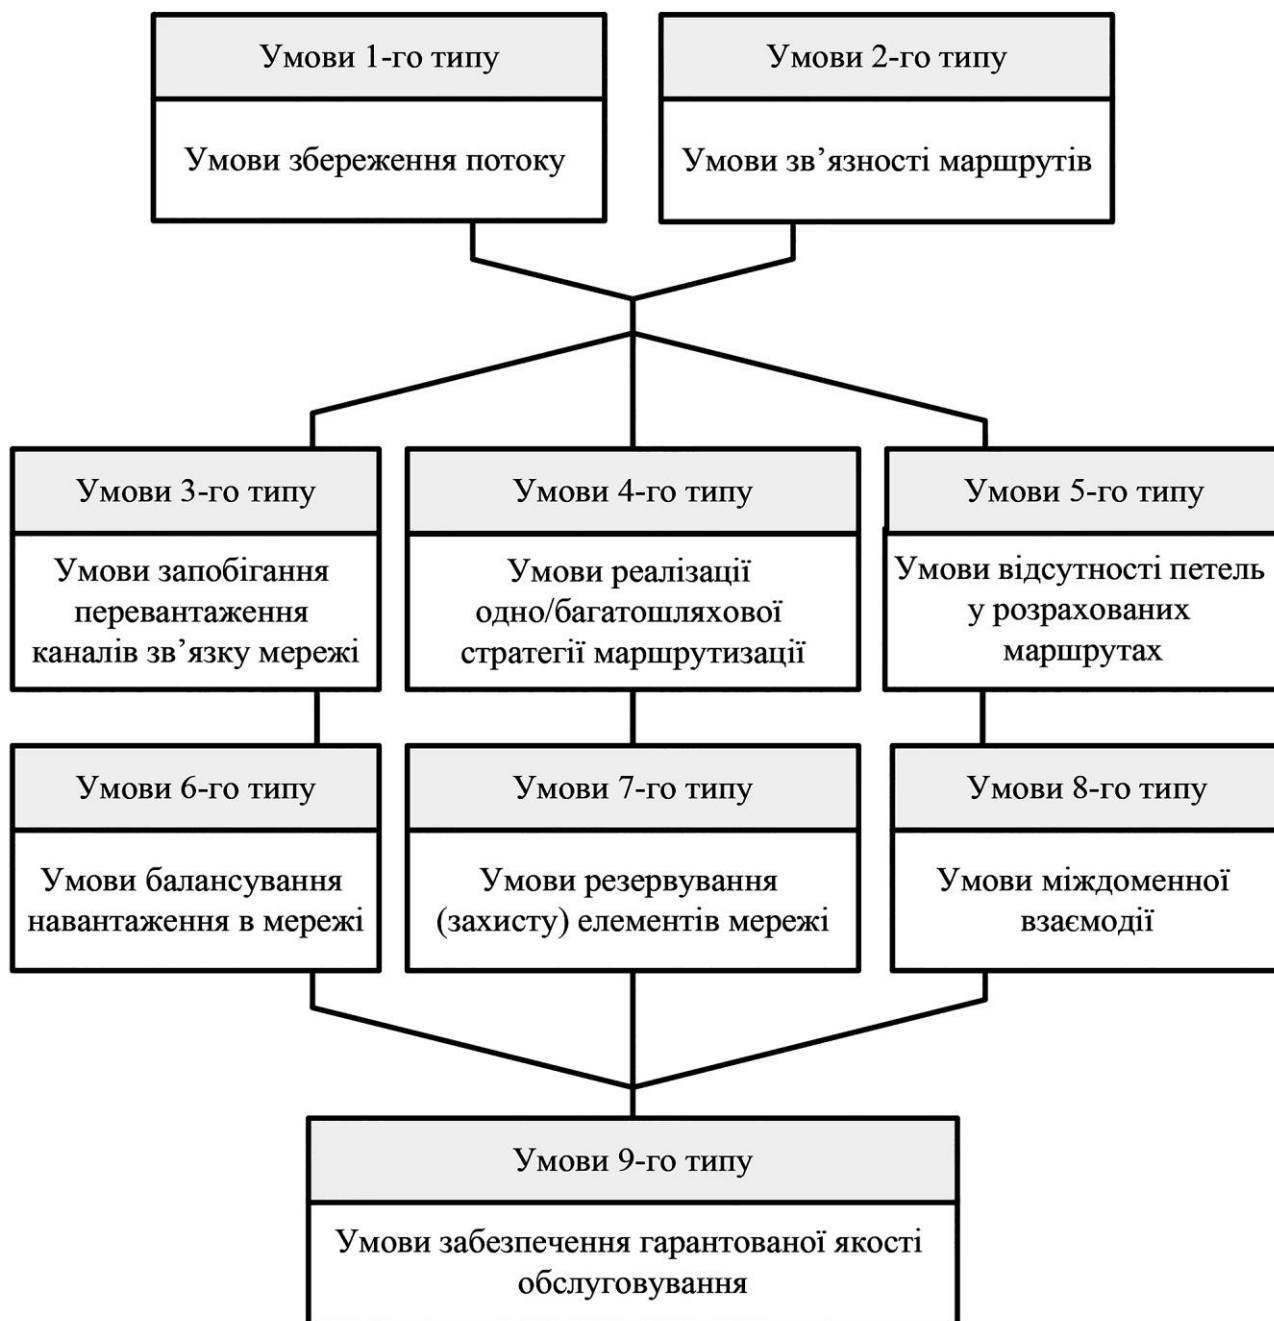 Умови 1-го типу
Умови збереження потоку
Умови 2-го типу
Умови зв’язності маршрутів
Умови 3-го типу
Умови запобігання
перевантаження
каналів зв’язку мережі
Умови 4-го типу
Умови реалізації
одно/багатошляхової
стратегії маршрутизації
Умови 5-го типу
Умови відсутності петель
у розрахованих
маршрутах
Умови 6-го типу
Умови балансування
навантаження в мережі
Умови 7-го типу
Умови резервування
(захисту) елементів мережі
Умови 8-го типу
Умови міждоменної
взаємодії
Умови 9-го типу
Умови забезпечення гарантованої якості
обслуговування